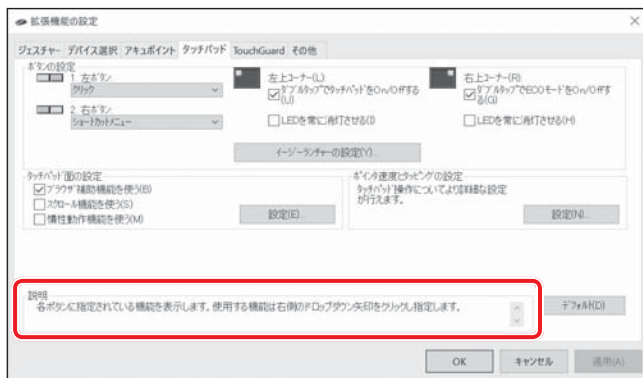 拡張機能の設定
ジェスチャー デバイス選択 アキュポイント タッチパッド TouchGuard その他
ボタンの設定
1. 左ボタン
クリック
2. 右ボタン
ショートカットメニュー
左上コーナー(L)
ダブルタップでタッチパッドをOn/Offする(U)
LEDを常に消灯させる(I)
右上コーナー(R)
ダブルタップでECOモードをOn/Offする(G)
LEDを常に消灯させる(H)
イージーランチャーの設定(Y)...
タッチパッド面の設定
ブラウザ補助機能を使う(B)
スクロール機能を使う(S)
慣性動作機能を使う(M)
設定(E)...
ポインタ速度とタッピングの設定
タッチパッド操作についてより詳細な設定
が行えます。
設定(N)...
説明
各ボタンに指定されている機能を表示します。使用する機能は右側のドロップダウン矢印をクリックし指定します。
デフォルト(D)
OK キャンセル 適用(A)